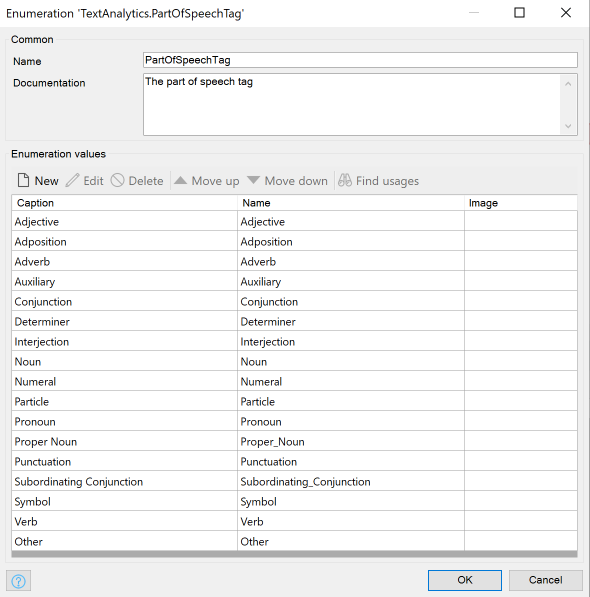 Enumeration 'TextAnalytics.PartOfSpeechTag'
Common
Name PartOfSpeechTag
Documentation The part of speech tag
Enumeration values
New Edit Delete Move up Move down Find usages
Caption Name Image
Adjective Adjective
Adposition Adposition
Adverb Adverb
Auxiliary Auxiliary
Conjunction Conjunction
Determiner Determiner
Interjection Interjection
Noun Noun
Numeral Numeral
Particle Particle
Pronoun Pronoun
Proper Noun Proper_Noun
Punctuation Punctuation
Subordinating Conjunction Subordinating_Conjunction
Symbol Symbol
Verb Verb
Other Other
? OK Cancel